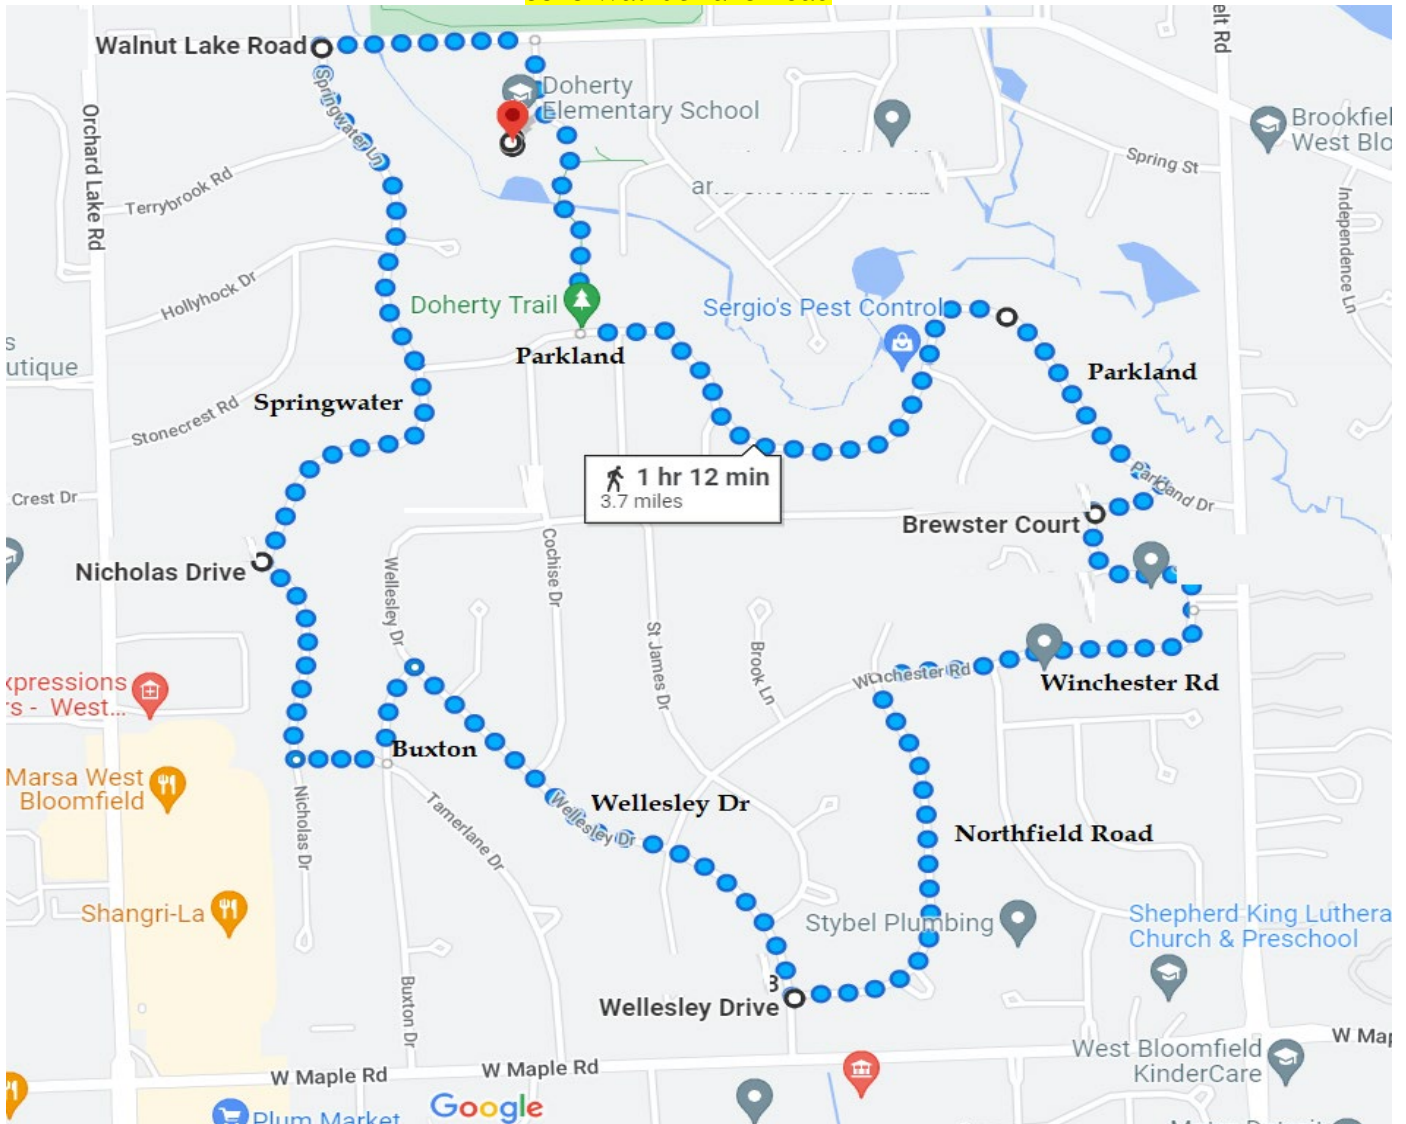 Walnut Lake Road
elt Rd
Doherty
Elementary School
Springwater Ln
Orchard Lake Rd
Brookfiel
West Blo
Spring St
Terrybrook Rd
Independence Ln
Hollyhock Dr
Doherty Trail
Sergio's Pest Control
s
utique
Parkland
Parkland
Springwater
Stonecrest Rd
1 hr 12 min
3.7 miles
Parkland Dr
Crest Dr
Brewster Court
Nicholas Drive
Wellesley Dr
Cochise Dr
St James Dr
Brook Ln
Winchester Rd
Winchester Rd
xpressions
rs - West...
Buxton
Marsa West
Bloomfield
Nicholas Dr
Tamerlane Dr
Wellesley Dr
Wellesley Dr
Northfield Road
Shangri-La
Stybel Plumbing
Shepherd King Luthera
Church & Preschool
Buxton Dr
3
Wellesley Drive
W Maple Rd
W Maple Rd
W Map
West Bloomfield
KinderCare
Google
Plum Market